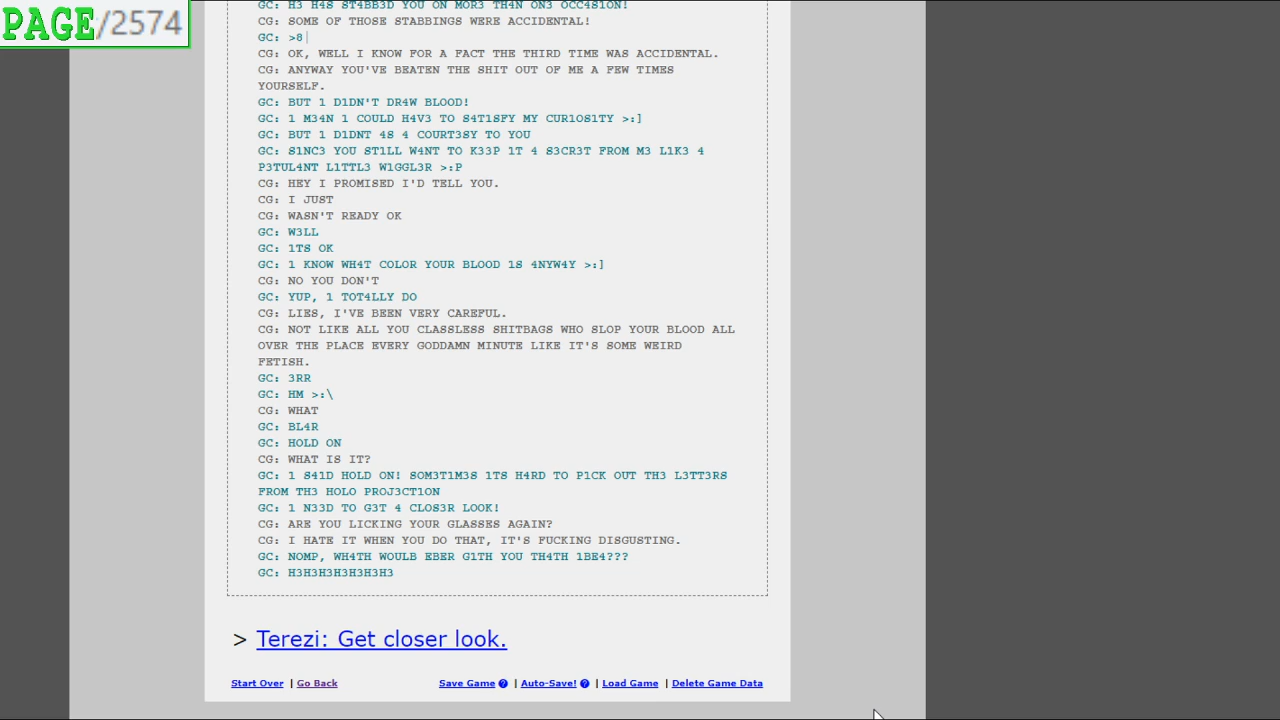 PAGE/2574
GC: H3 H4S ST4BB3D YOU ON MOR3 TH4N ON3 OCC4S1ON!
CG: SOME OF THOSE STABBINGS WERE ACCIDENTAL!
GC: >8|
CG: OK, WELL I KNOW FOR A FACT THE THIRD TIME WAS ACCIDENTAL.
CG: ANYWAY YOU'VE BEATEN THE SHIT OUT OF ME A FEW TIMES
YOURSELF.
GC: BUT 1 D1DN'T DR4W BLOOD!
GC: 1 M34N 1 COULD H4V3 TO S4T1SFY MY CUR1OS1TY >:]
GC: BUT 1 D1DNT 4S 4 COURT3SY TO YOU
GC: S1NC3 YOU ST1LL W4NT TO K33P 1T 4 S3CR3T FROM M3 L1K3 4
P3TUL4NT L1TTL3 W1GGL3R >:P
CG: HEY I PROMISED I'D TELL YOU.
CG: I JUST
CG: WASN'T READY OK
GC: W3LL
GC: 1TS OK
GC: 1 KNOW WH4T COLOR YOUR BLOOD 1S 4NYW4Y >:]
CG: NO YOU DON'T
GC: YUP, 1 TOT4LLY DO
CG: LIES, I'VE BEEN VERY CAREFUL.
CG: NOT LIKE ALL YOU CLASSLESS SHITBAGS WHO SLOP YOUR BLOOD ALL
OVER THE PLACE EVERY GODDAMN MINUTE LIKE IT'S SOME WEIRD
FETISH.
GC: 3RR
GC: HM >:\
CG: WHAT
GC: BL4R
GC: HOLD ON
CG: WHAT IS IT?
GC: 1 S41D HOLD ON! SOM3T1M3S 1TS H4RD TO P1CK OUT TH3 L3TT3RS
FROM TH3 HOLO PROJ3CT1ON
GC: 1 N33D TO G3T 4 CLOS3R LOOK!
CG: ARE YOU LICKING YOUR GLASSES AGAIN?
CG: I HATE IT WHEN YOU DO THAT, IT'S FUCKING DISGUSTING.
GC: NOMP, WH4TH WOULB EBER G1TH YOU TH4TH 1BE4???
GC: H3H3H3H3H3H3H3
> Terezi: Get closer look.
Start Over | Go Back Save Game ? | Auto-Save! ? | Load Game | Delete Game Data